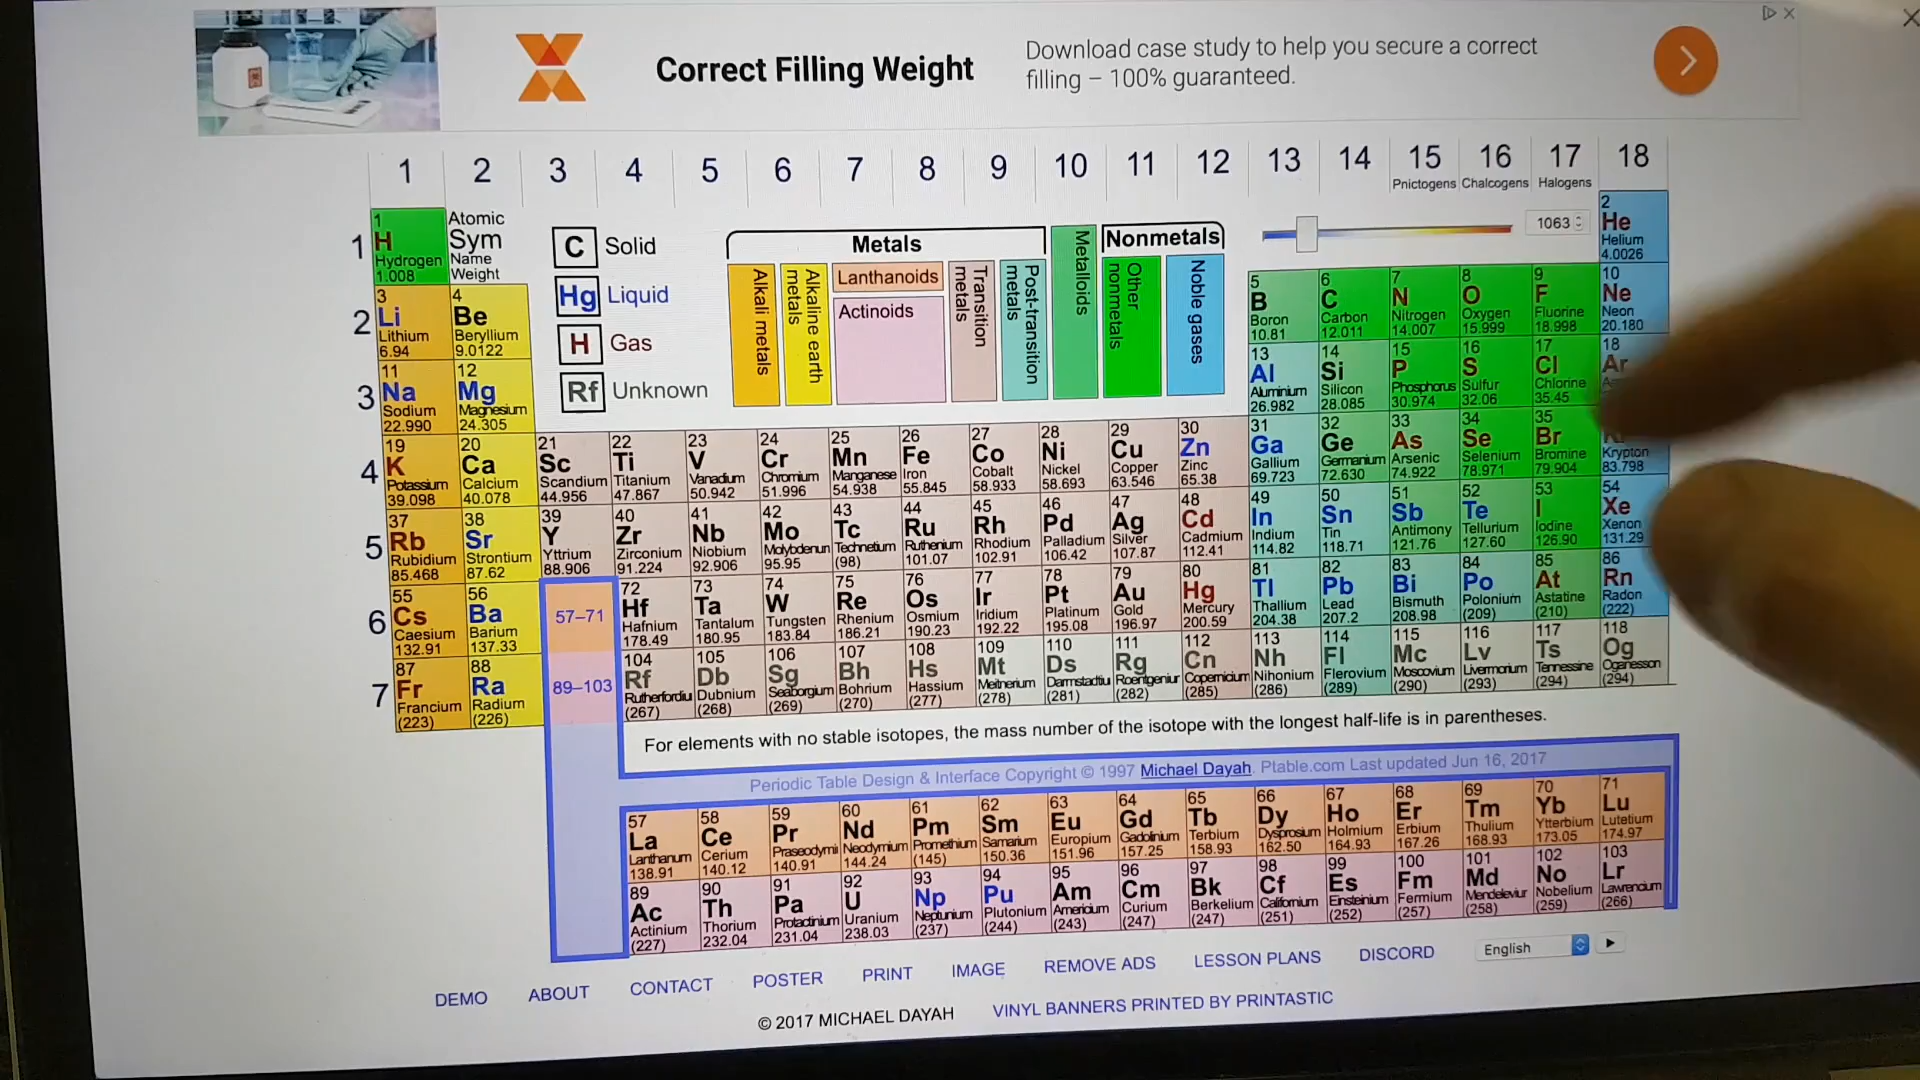 Correct Filling Weight
Download case study to help you secure a correct
filling – 100% guaranteed.
1 2 3 4 5 6 7 8 9 10 11 12 13 14 15 16 17 18
Pnictogens Chalcogens Halogens
1
1
H
Hydrogen
1.008
Atomic
Sym
Name
Weight
C Solid
Hg Liquid
H Gas
Rf Unknown
Metals
Alkali metals
Alkaline earth metals
Lanthanoids
Actinoids
Transition metals
Post-transition metals
Metalloids
Nonmetals
Other nonmetals
Noble gases
1063
2
He
Helium
4.0026
2
3
Li
Lithium
6.94
4
Be
Beryllium
9.0122
5
B
Boron
10.81
6
C
Carbon
12.011
7
N
Nitrogen
14.007
8
O
Oxygen
15.999
9
F
Fluorine
18.998
10
Ne
Neon
20.180
3
11
Na
Sodium
22.990
12
Mg
Magnesium
24.305
13
Al
Aluminium
26.982
14
Si
Silicon
28.085
15
P
Phosphorus
30.974
16
S
Sulfur
32.06
17
Cl
Chlorine
35.45
18
Ar
4
19
K
Potassium
39.098
20
Ca
Calcium
40.078
21
Sc
Scandium
44.956
22
Ti
Titanium
47.867
23
V
Vanadium
50.942
24
Cr
Chromium
51.996
25
Mn
Manganese
54.938
26
Fe
Iron
55.845
27
Co
Cobalt
58.933
28
Ni
Nickel
58.693
29
Cu
Copper
63.546
30
Zn
Zinc
65.38
31
Ga
Gallium
69.723
32
Ge
Germanium
72.630
33
As
Arsenic
74.922
34
Se
Selenium
78.971
35
Br
Bromine
79.904
Krypton
83.798
5
37
Rb
Rubidium
85.468
38
Sr
Strontium
87.62
39
Y
Yttrium
88.906
40
Zr
Zirconium
91.224
41
Nb
Niobium
92.906
42
Mo
Molybdenun
95.95
43
Tc
Technetium
(98)
44
Ru
Ruthenium
101.07
45
Rh
Rhodium
102.91
46
Pd
Palladium
106.42
47
Ag
Silver
107.87
48
Cd
Cadmium
112.41
49
In
Indium
114.82
50
Sn
Tin
118.71
51
Sb
Antimony
121.76
52
Te
Tellurium
127.60
53
I
Iodine
126.90
54
Xe
Xenon
131.29
6
55
Cs
Caesium
132.91
56
Ba
Barium
137.33
57–71
72
Hf
Hafnium
178.49
73
Ta
Tantalum
180.95
74
W
Tungsten
183.84
75
Re
Rhenium
186.21
76
Os
Osmium
190.23
77
Ir
Iridium
192.22
78
Pt
Platinum
195.08
79
Au
Gold
196.97
80
Hg
Mercury
200.59
81
Tl
Thallium
204.38
82
Pb
Lead
207.2
83
Bi
Bismuth
208.98
84
Po
Polonium
(209)
85
At
Astatine
(210)
86
Rn
Radon
(222)
7
87
Fr
Francium
(223)
88
Ra
Radium
(226)
89–103
104
Rf
Rutherfordiu
(267)
105
Db
Dubnium
(268)
106
Sg
Seaborgium
(269)
107
Bh
Bohrium
(270)
108
Hs
Hassium
(277)
109
Mt
Meitnerium
(278)
110
Ds
Darmstadtiu
(281)
111
Rg
Roentgeniur
(282)
112
Cn
Copernicium
(285)
113
Nh
Nihonium
(286)
114
Fl
Flerovium
(289)
115
Mc
Moscovium
(290)
116
Lv
Livermorium
(293)
117
Ts
Tennessine
(294)
118
Og
Oganesson
(294)
For elements with no stable isotopes, the mass number of the isotope with the longest half-life is in parentheses.
Periodic Table Design & Interface Copyright © 1997 Michael Dayah. Ptable.com Last updated Jun 16, 2017
57
La
Lanthanum
138.91
58
Ce
Cerium
140.12
59
Pr
Praseodymi
140.91
60
Nd
Neodymium
144.24
61
Pm
Promethium
(145)
62
Sm
Samarium
150.36
63
Eu
Europium
151.96
64
Gd
Gadolinium
157.25
65
Tb
Terbium
158.93
66
Dy
Dysprosium
162.50
67
Ho
Holmium
164.93
68
Er
Erbium
167.26
69
Tm
Thulium
168.93
70
Yb
Ytterbium
173.05
71
Lu
Lutetium
174.97
89
Ac
Actinium
(227)
90
Th
Thorium
232.04
91
Pa
Protactinium
231.04
92
U
Uranium
238.03
93
Np
Neptunium
(237)
94
Pu
Plutonium
(244)
95
Am
Americium
(243)
96
Cm
Curium
(247)
97
Bk
Berkelium
(247)
98
Cf
Californium
(251)
99
Es
Einsteinium
(252)
100
Fm
Fermium
(257)
101
Md
Mendeleviur
(258)
102
No
Nobelium
(259)
103
Lr
Lawrencium
(266)
DEMO ABOUT CONTACT POSTER PRINT IMAGE REMOVE ADS LESSON PLANS DISCORD English
© 2017 MICHAEL DAYAH VINYL BANNERS PRINTED BY PRINTASTIC